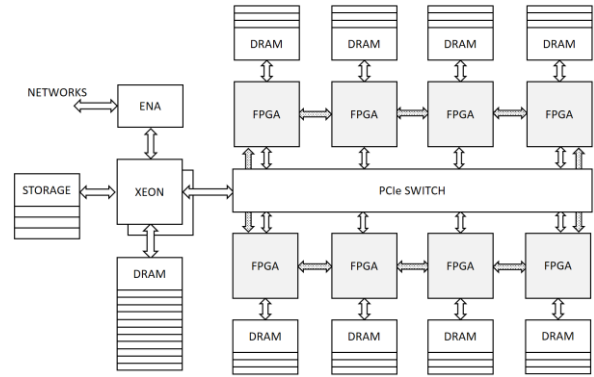 DRAM
DRAM
DRAM
DRAM
NETWORKS
ENA
FPGA
FPGA
FPGA
FPGA
STORAGE
XEON
PCIe SWITCH
DRAM
FPGA
FPGA
FPGA
FPGA
DRAM
DRAM
DRAM
DRAM